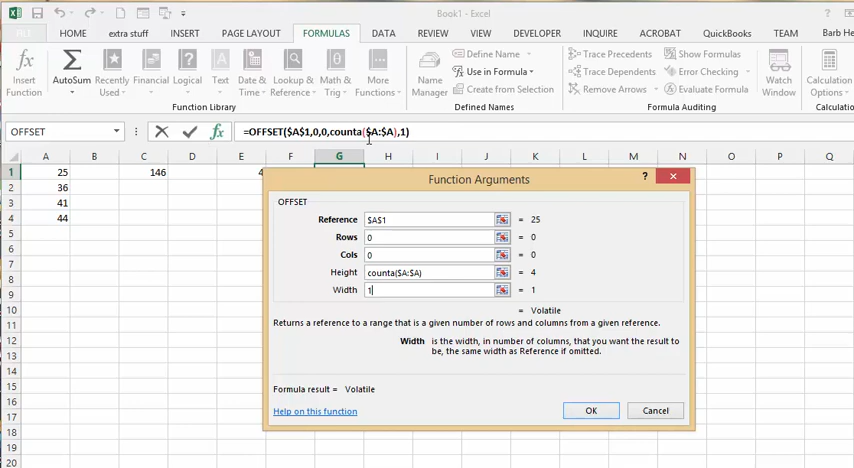 Book1 - Excel
?
FILE HOME extra stuff INSERT PAGE LAYOUT FORMULAS DATA REVIEW VIEW DEVELOPER INQUIRE ACROBAT QuickBooks TEAM Barb He
Insert Function
AutoSum
Recently Used
Financial
Logical
Text
Date & Time
Lookup & Reference
Math & Trig
More Functions
Function Library
Name Manager
Define Name
Use in Formula
Create from Selection
Defined Names
Trace Precedents
Trace Dependents
Remove Arrows
Show Formulas
Error Checking
Formula Auditing
Watch Window
Calculation Options
Calcula
OFFSET fx =OFFSET($A$1,0,0,counta($A:$A),1)
A B C D E F G H I J K L M N O P Q
1 25 146 4
2 36
3 41
4 44
5
6
7
8
9
10
11
12
13
14
15
16
17
18
19
20
Function Arguments ? X
OFFSET
Reference $A$1 = 25
Rows 0 = 0
Cols 0 = 0
Height counta($A:$A) = 4
Width 1 = 1
= Volatile
Returns a reference to a range that is a given number of rows and columns from a given reference.
Width is the width, in number of columns, that you want the result to
be, the same width as Reference if omitted.
Formula result = Volatile
Help on this function OK Cancel